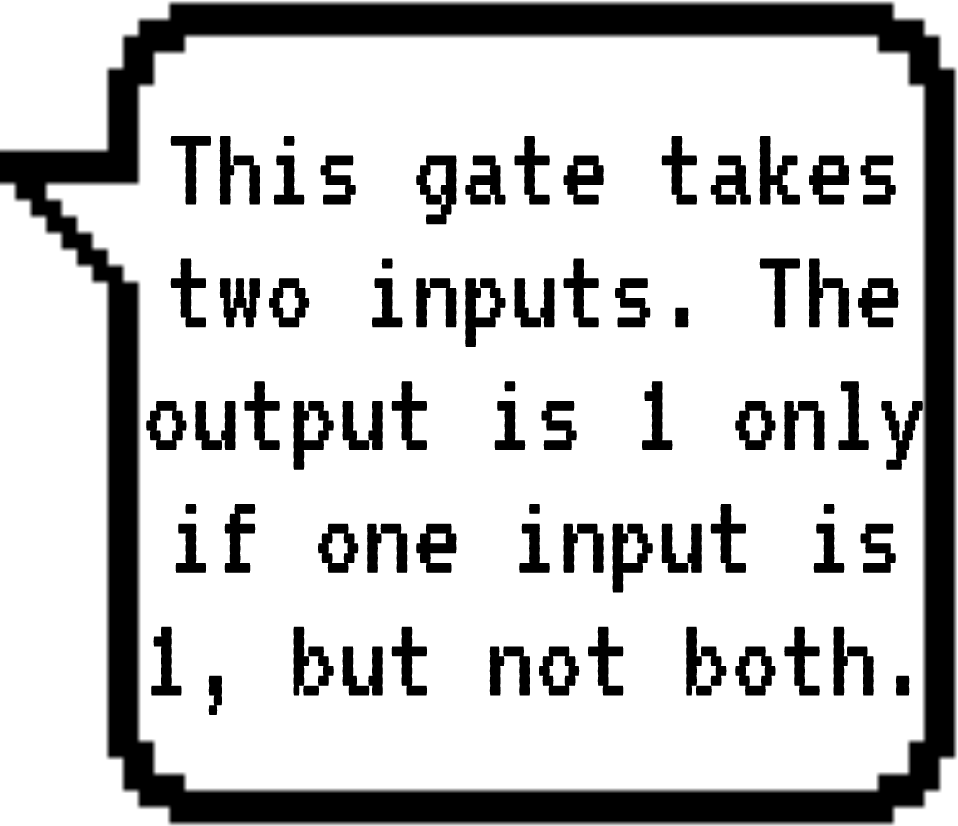 This gate takes
two inputs. The
output is 1 only
if one input is
1, but not both.